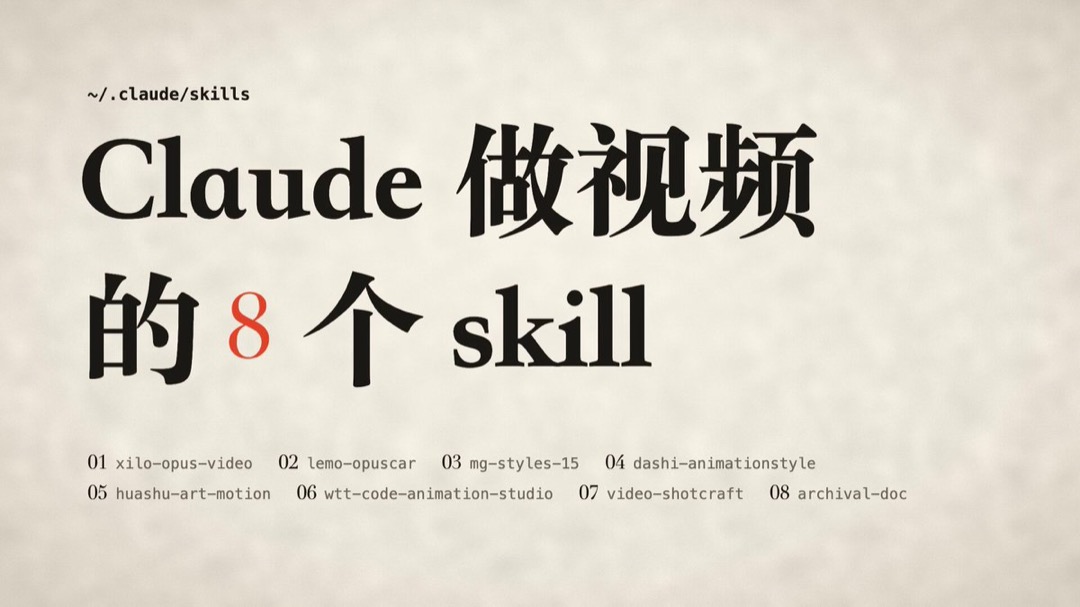 ~/.claude/skills
Claude 做视频
的 8 个 skill
01 xilo-opus-video 02 lemo-opuscar 03 mg-styles-15 04 dashi-animationstyle
05 huashu-art-motion 06 wtt-code-animation-studio 07 video-shotcraft 08 archival-doc